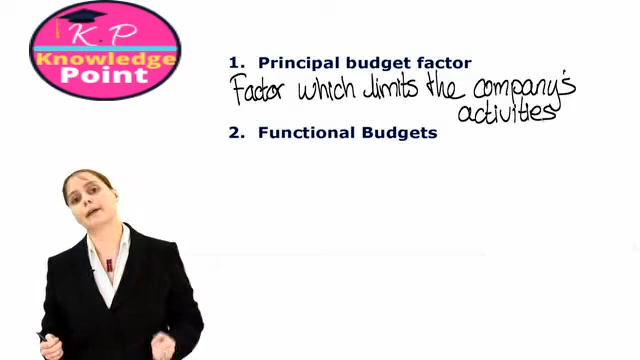 K.P
Knowledge
Point
1. Principal budget factor
Factor which limits the company's
activities
2. Functional Budgets